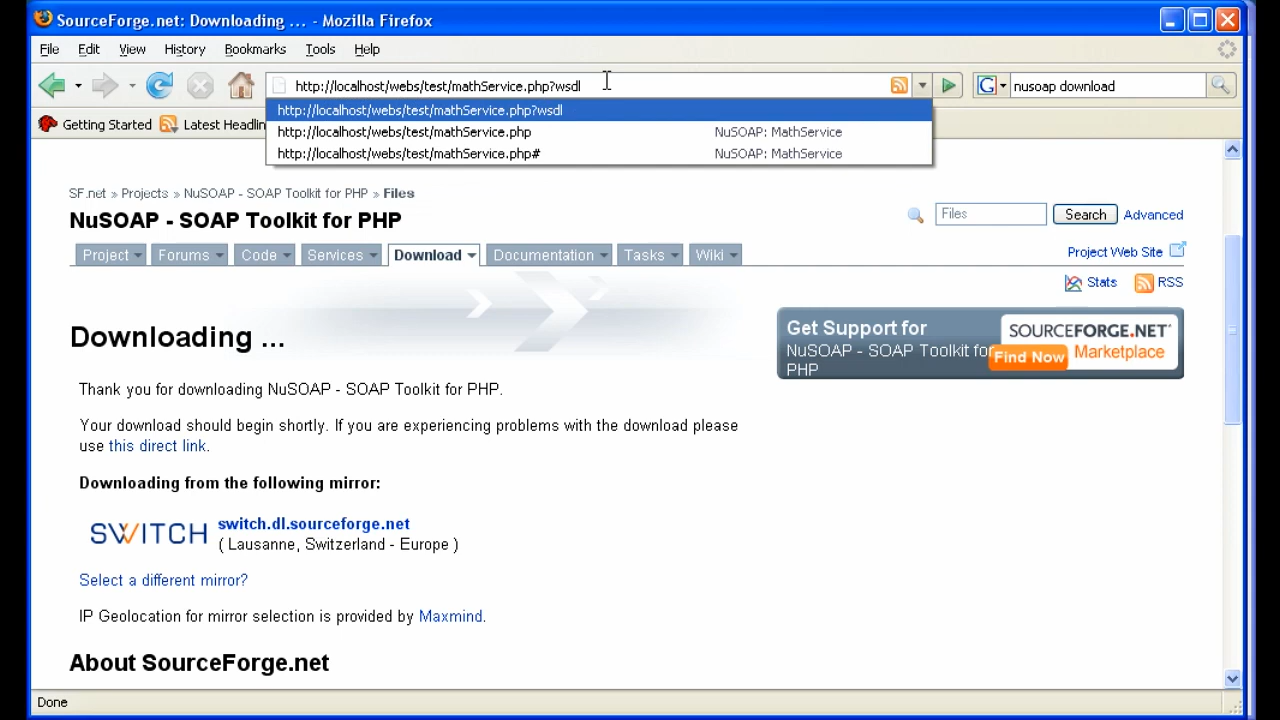 SourceForge.net: Downloading ... - Mozilla Firefox
File Edit View History Bookmarks Tools Help
http://localhost/webs/test/mathService.php?wsdl
nusoap download
http://localhost/webs/test/mathService.php?wsdl
http://localhost/webs/test/mathService.php NuSOAP: MathService
http://localhost/webs/test/mathService.php# NuSOAP: MathService
Getting Started Latest Headlin
SF.net » Projects » NuSOAP - SOAP Toolkit for PHP » Files
NuSOAP - SOAP Toolkit for PHP
Files Search Advanced
Project Forums Code Services Download Documentation Tasks Wiki
Project Web Site
Stats RSS
Downloading ...
Get Support for
NuSOAP - SOAP Toolkit for
PHP
SOURCEFORGE.NET
Marketplace
Find Now
Thank you for downloading NuSOAP - SOAP Toolkit for PHP.
Your download should begin shortly. If you are experiencing problems with the download please
use this direct link.
Downloading from the following mirror:
SWITCH
switch.dl.sourceforge.net
( Lausanne, Switzerland - Europe )
Select a different mirror?
IP Geolocation for mirror selection is provided by Maxmind.
About SourceForge.net
Done